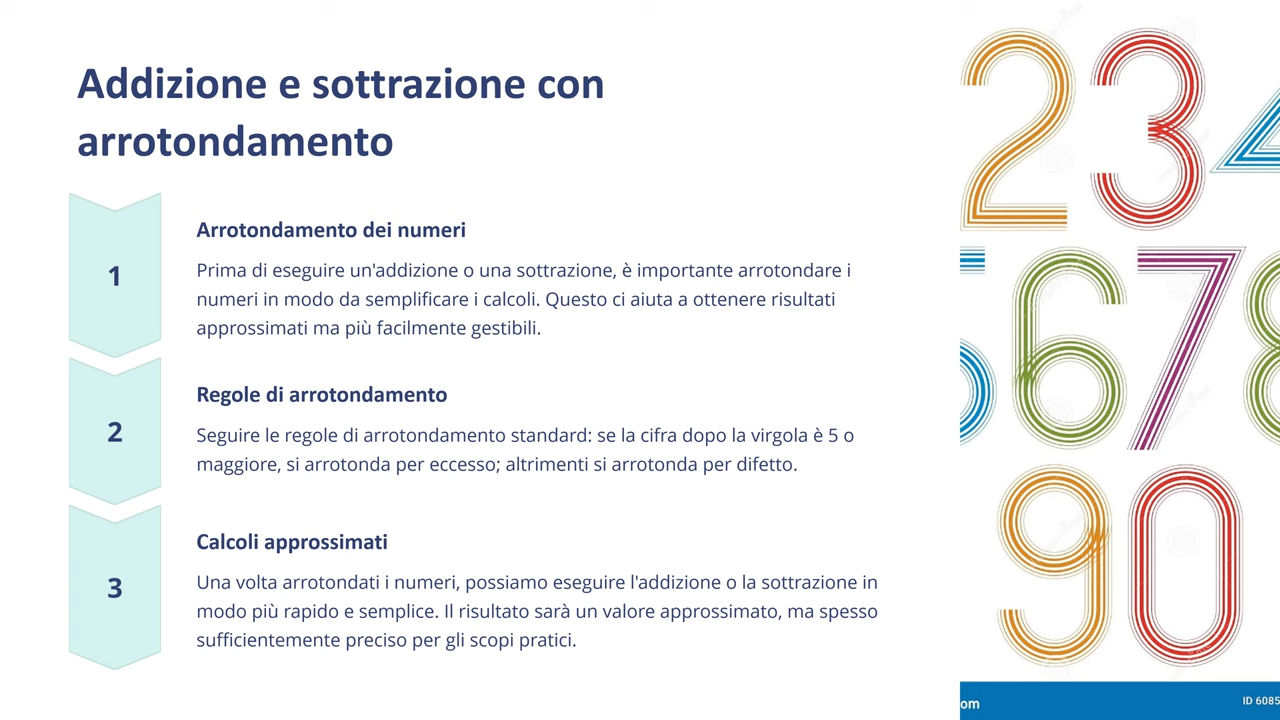 Addizione e sottrazione con
arrotondamento
1
Arrotondamento dei numeri
Prima di eseguire un'addizione o una sottrazione, è importante arrotondare i
numeri in modo da semplificare i calcoli. Questo ci aiuta a ottenere risultati
approssimati ma più facilmente gestibili.
2
Regole di arrotondamento
Seguire le regole di arrotondamento standard: se la cifra dopo la virgola è 5 o
maggiore, si arrotonda per eccesso; altrimenti si arrotonda per difetto.
3
Calcoli approssimati
Una volta arrotondati i numeri, possiamo eseguire l'addizione o la sottrazione in
modo più rapido e semplice. Il risultato sarà un valore approssimato, ma spesso
sufficientemente preciso per gli scopi pratici.
2 3 4
5 6 7 8
9 0
om ID 6085